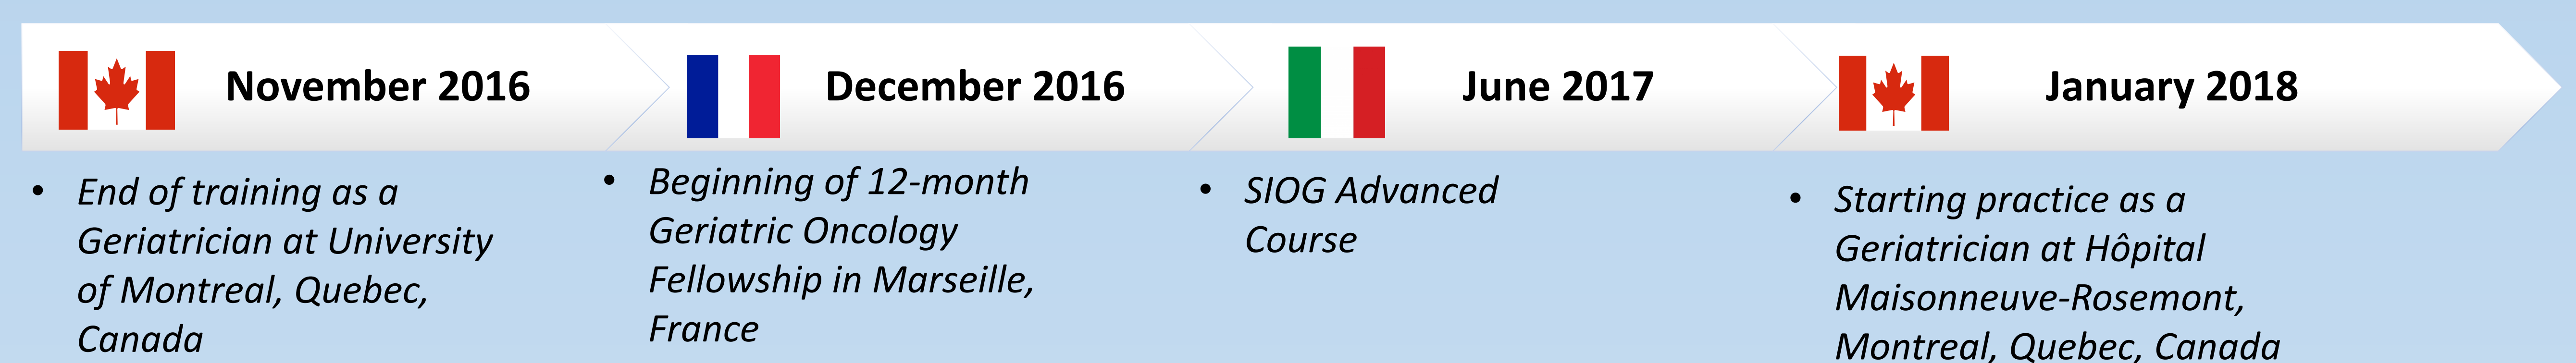 November 2016
December 2016
June 2017
January 2018
• End of training as a
Geriatrician at University
of Montreal, Quebec,
Canada
• Beginning of 12-month
Geriatric Oncology
Fellowship in Marseille,
France
• SIOG Advanced
Course
• Starting practice as a
Geriatrician at Hôpital
Maisonneuve-Rosemont,
Montreal, Quebec, Canada